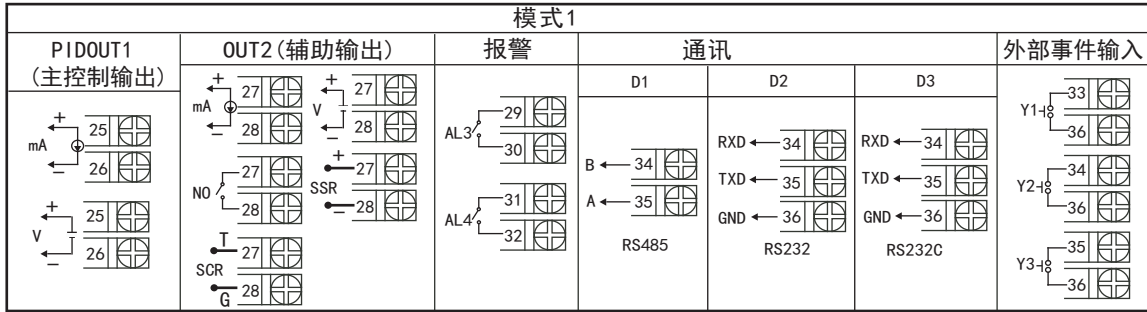 模式1
PIDOUT1
(主控制输出)
OUT2(辅助输出)
报警
通讯
外部事件输入
D1
D2
D3
+
mA
−
25
26
+
V
−
25
26
+
mA
−
27
28
+
V
−
27
28
NO
27
28
+
SSR
−
27
28
T
SCR
G
27
28
AL3
29
30
AL4
31
32
B
34
A
35
RS485
RXD
34
TXD
35
GND
36
RS232
RXD
34
TXD
35
GND
36
RS232C
Y1
33
36
Y2
34
36
Y3
35
36